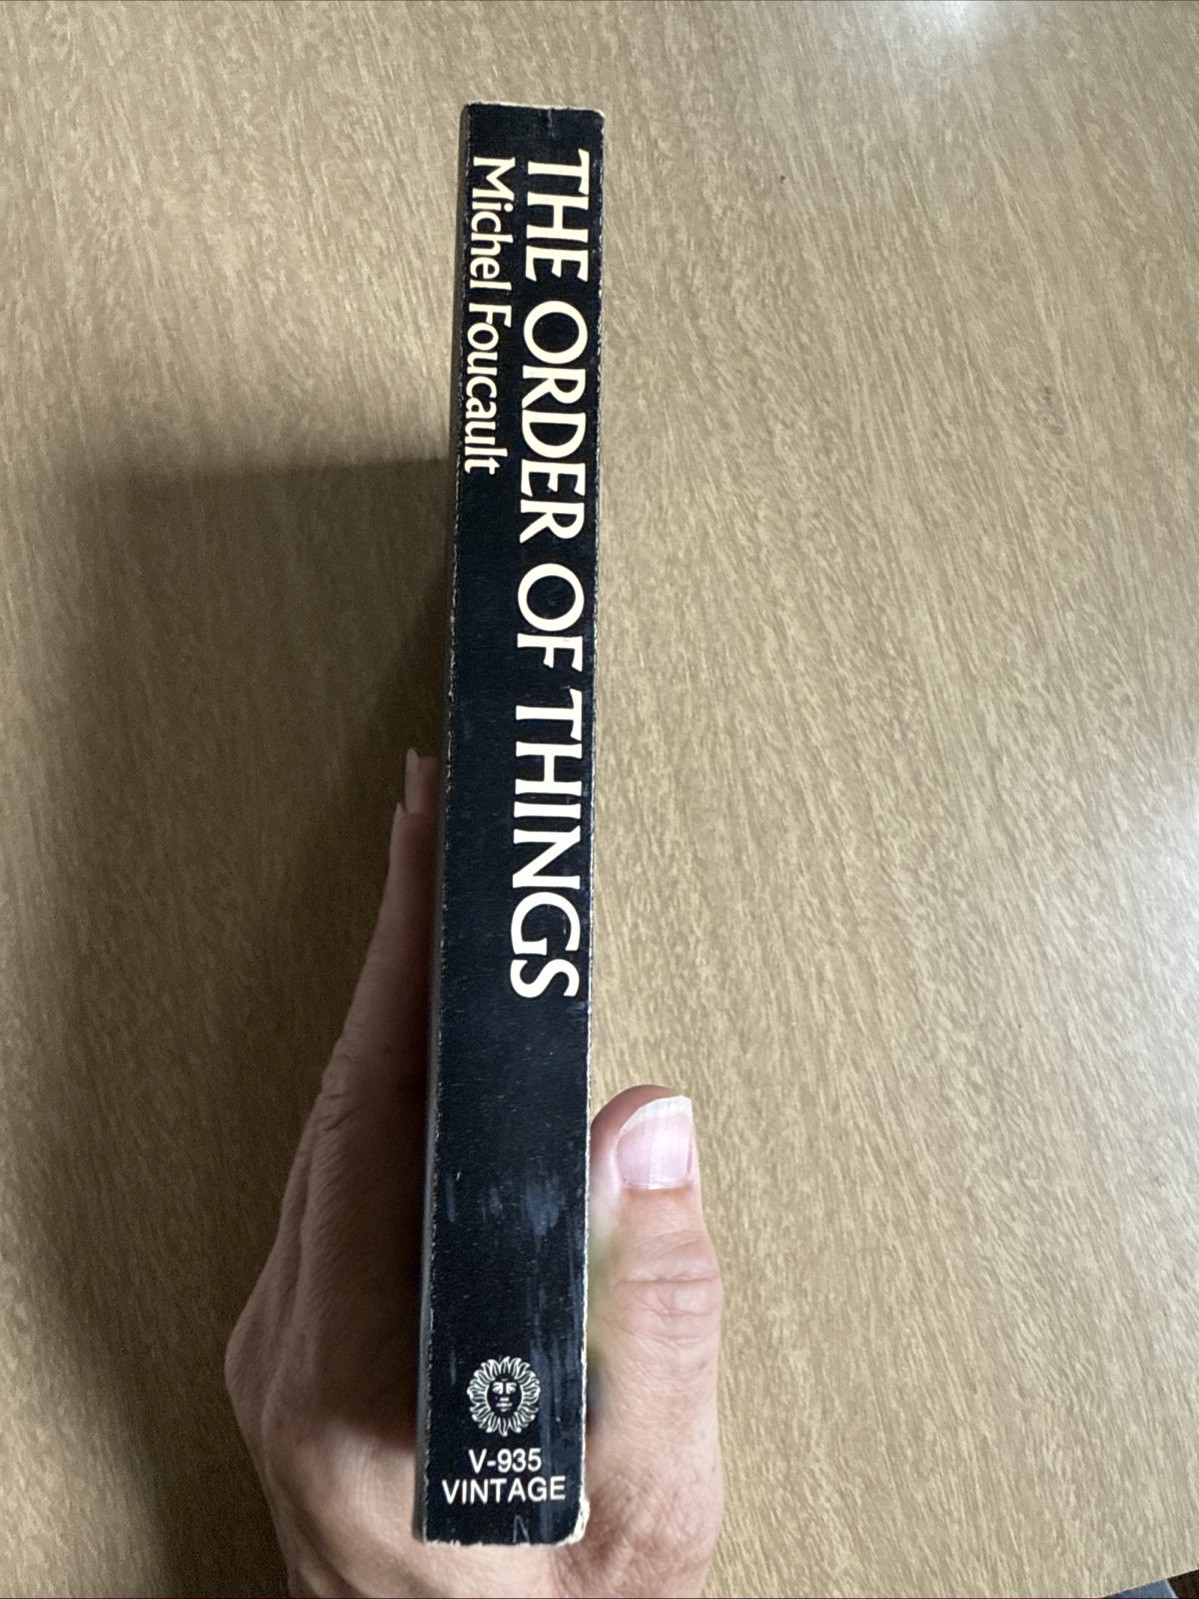 THE ORDER OF THINGS
Michel Foucault
V-935
VINTAGE